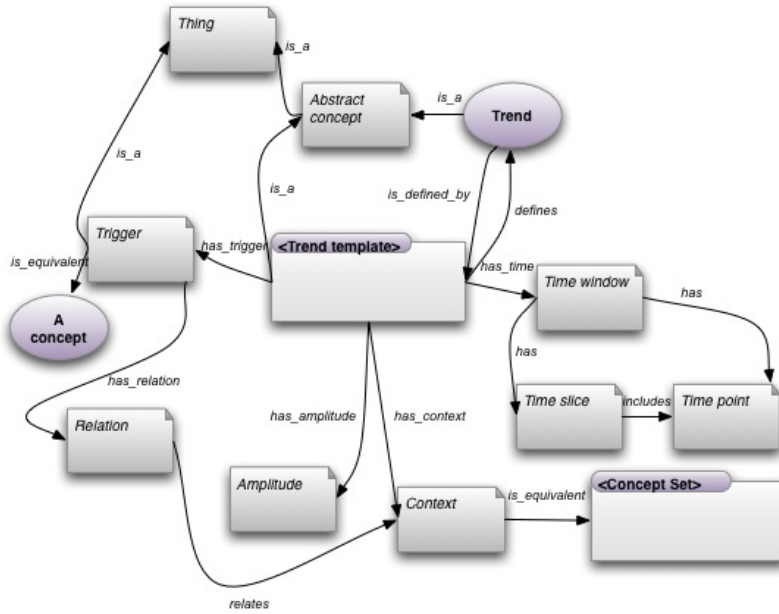 Thing
is_a
Abstract
concept
is_a
Trend
is_a
is_a
is_defined_by
defines
Trigger
has_trigger
<Trend template>
has_time
is_equivalent
Time window
has
A
concept
has
has_relation
Time slice
includes
Time point
Relation
has_amplitude
has_context
Amplitude
Context
is_equivalent
<Concept Set>
relates